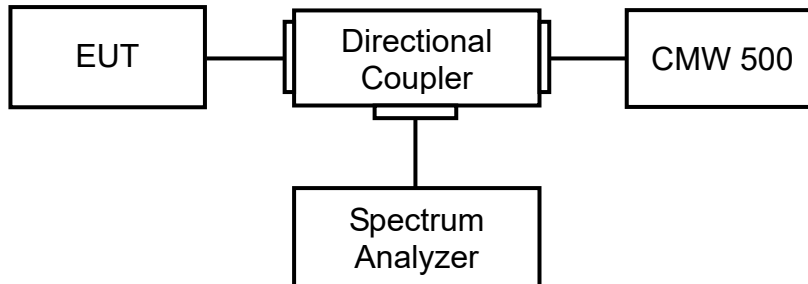 EUT
Directional
Coupler
CMW 500
Spectrum
Analyzer